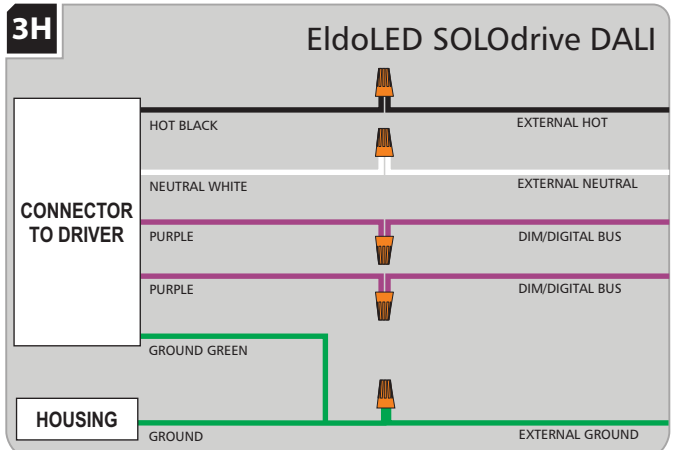 3H
EldoLED SOLOdrive DALI
HOT BLACK
EXTERNAL HOT
NEUTRAL WHITE
EXTERNAL NEUTRAL
CONNECTOR
TO DRIVER
PURPLE
DIM/DIGITAL BUS
PURPLE
DIM/DIGITAL BUS
GROUND GREEN
HOUSING
GROUND
EXTERNAL GROUND